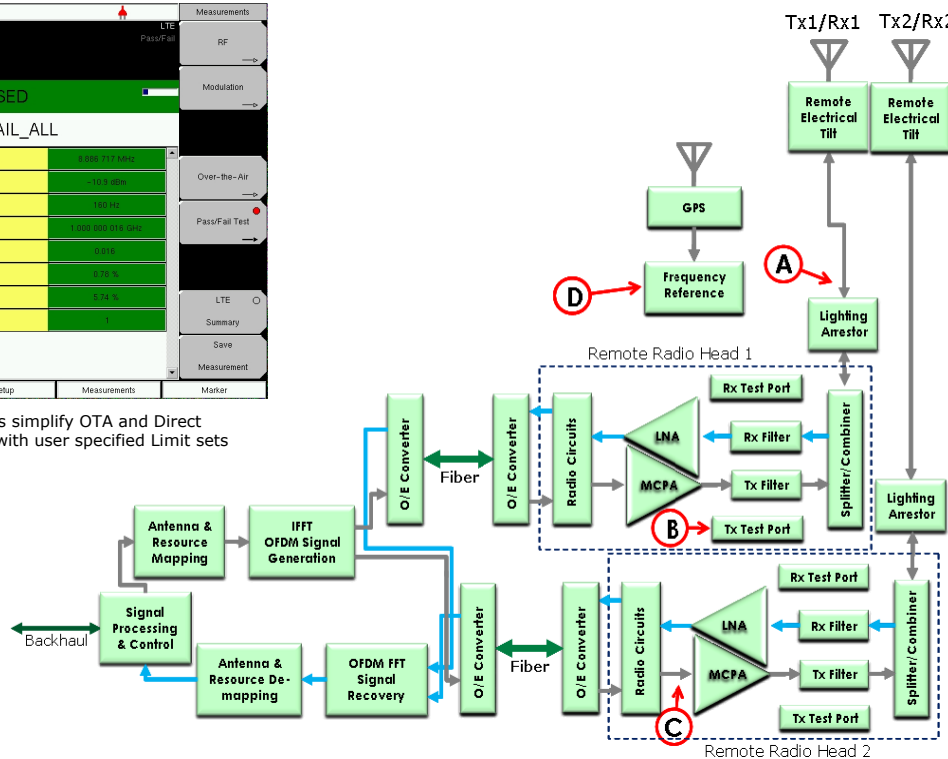 Measurements
LTE
Pass/Fail
RF
Modulation
SED
AIL_ALL
8.686 717 MHz
-10.9 dBm
160 Hz
1.000 000 016 GHz
0.016
0.78 %
5.74 %
1
Over-the-Air
Pass/Fail Test
LTE
Summary
Save
Measurement
etup
Measurements
Marker
s simplify OTA and Direct
with user specified Limit sets
Tx1/Rx1
Tx2/Rx2
Remote
Electrical
Tilt
Remote
Electrical
Tilt
GPS
Frequency
Reference
D
A
Lighting
Arrestor
Remote Radio Head 1
O/E Converter
Fiber
O/E Converter
Radio Circuits
LNA
MCPA
Rx Test Port
Rx Filter
Tx Filter
B
Tx Test Port
Splitter/Combiner
Lighting
Arrestor
Antenna &
Resource
Mapping
IFFT
OFDM Signal
Generation
Backhaul
Signal
Processing
& Control
Antenna &
Resource De-
mapping
OFDM FFT
Signal
Recovery
O/E Converter
Fiber
O/E Converter
Radio Circuits
C
LNA
MCPA
Rx Test Port
Rx Filter
Tx Filter
Tx Test Port
Splitter/Combiner
Remote Radio Head 2